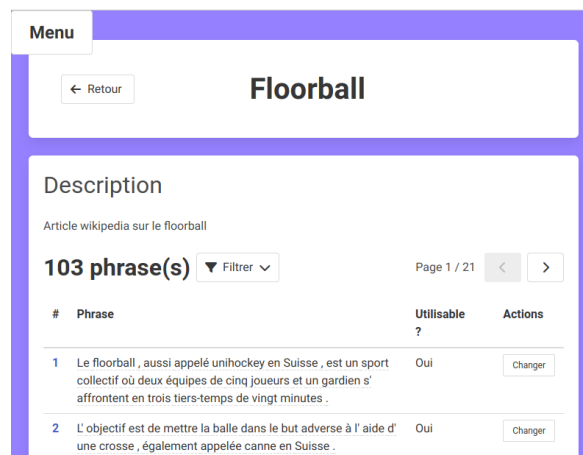 Menu
← Retour
Floorball
Description
Article wikipedia sur le floorball
103 phrase(s) Filtrer Page 1 / 21
# Phrase Utilisable ? Actions
1 Le floorball , aussi appelé unihockey en Suisse , est un sport Oui Changer
collectif où deux équipes de cinq joueurs et un gardien s'
affrontent en trois tiers-temps de vingt minutes .
2 L' objectif est de mettre la balle dans le but adverse à l' aide d' Oui Changer
une crosse , également appelée canne en Suisse .